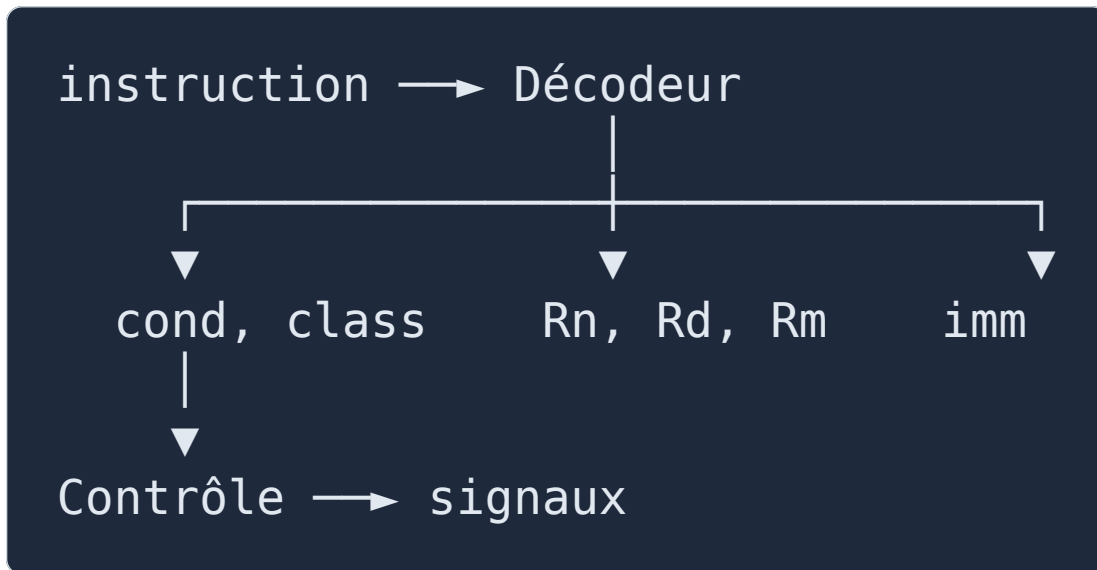 instruction ──► Décodeur
cond, class Rn, Rd, Rm imm
Contrôle ──► signaux